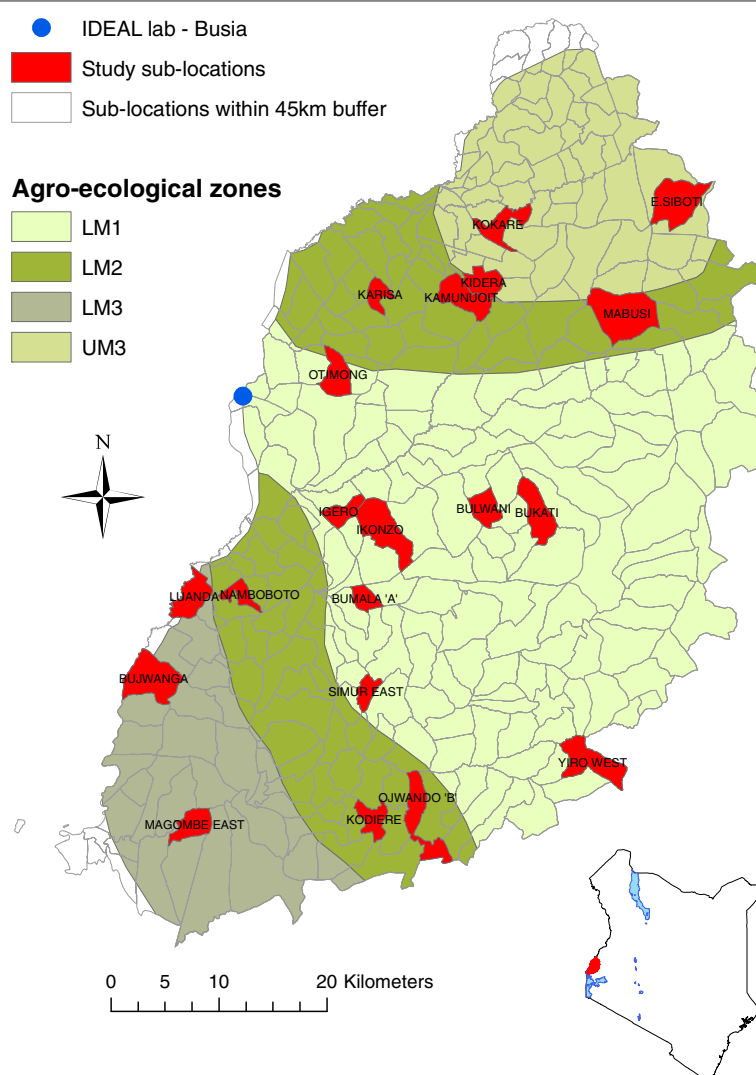 IDEAL lab - Busia
Study sub-locations
Sub-locations within 45km buffer
Agro-ecological zones
LM1
LM2
LM3
UM3
E.SIBOTI
KOKARE
KIDERA
KARISA
KAMUNUOIT
MABUSI
OTIMONG
N
IGERO
IKONZO
BULWANI
BUKATI
LUANDA
NAMBOBOTO
BUMALA 'A'
BUJWANGA
SIMUR EAST
YIRO WEST
OJWANDO 'B'
KODIERE
MAGOMBE EAST
0 5 10 20 Kilometers